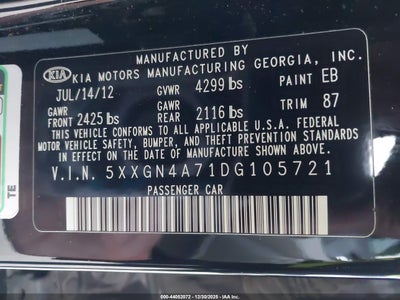 MANUFACTURED BY
KIA KIA MOTORS MANUFACTURING GEORGIA, INC.
JUL/14/12 GVWR 4299 lbs PAINT EB
GAWR FRONT 2425 lbs GAWR REAR 2116 lbs TRIM 87
THIS VEHICLE CONFORMS TO ALL APPLICABLE U.S.A. FEDERAL
MOTOR VEHICLE SAFETY, BUMPER, AND THEFT PREVENTION STANDARDS
IN EFFECT ON THE DATE OF MANUFACTURE SHOWN ABOVE.
V.I.N. 5XXGN4A71DG105721
PASSENGER CAR
TE
000-44002072 - 12/30/2025 - IAA Inc.